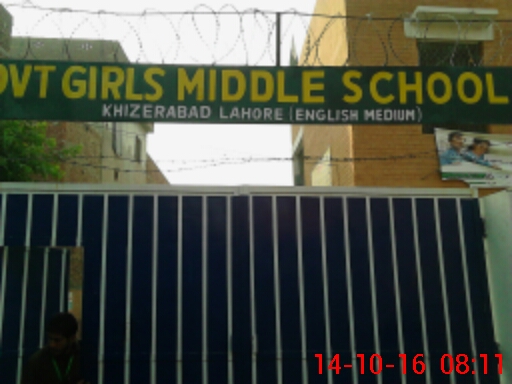 OVT GIRLS MIDDLE SCHOOL
KHIZERABAD LAHORE (ENGLISH MEDIUM)
14-10-16 08:11